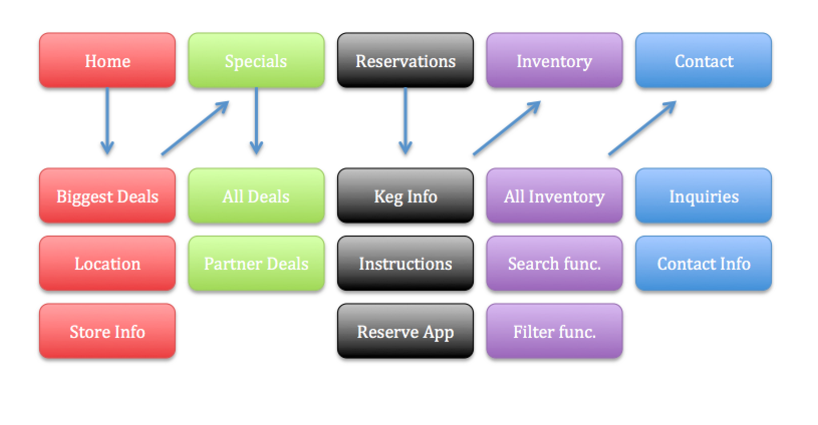 Home
Specials
Reservations
Inventory
Contact
Biggest Deals
All Deals
Keg Info
All Inventory
Inquiries
Location
Partner Deals
Instructions
Search func.
Contact Info
Store Info
Reserve App
Filter func.